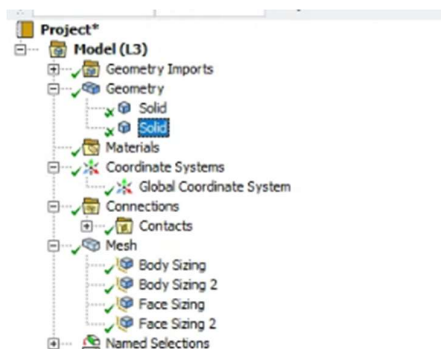 Project*
Model (L3)
Geometry Imports
Geometry
Solid
Solid
Materials
Coordinate Systems
Global Coordinate System
Connections
Contacts
Mesh
Body Sizing
Body Sizing 2
Face Sizing
Face Sizing 2
Named Selections